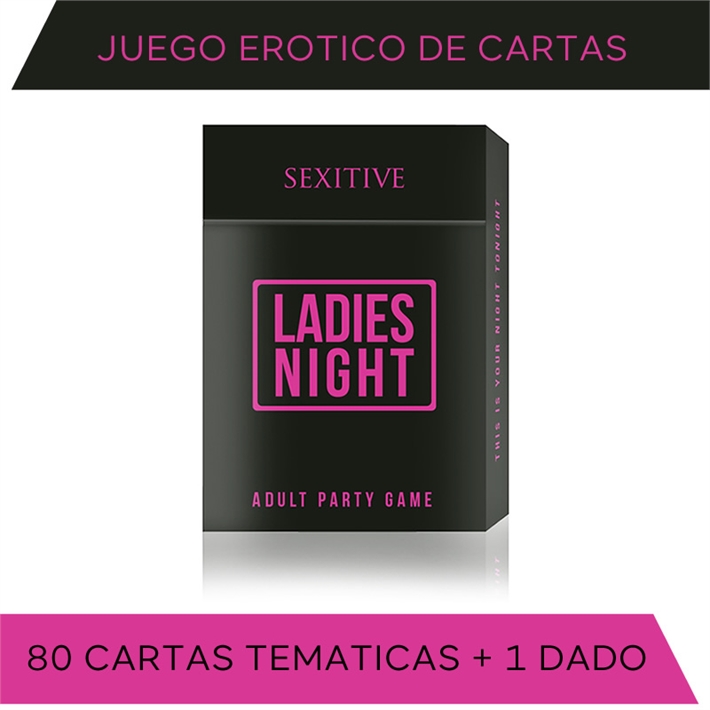 JUEGO EROTICO DE CARTAS
SEXITIVE
LADIES
NIGHT
ADULT PARTY GAME
THIS IS YOUR NIGHT TONIGHT
80 CARTAS TEMATICAS + 1 DADO